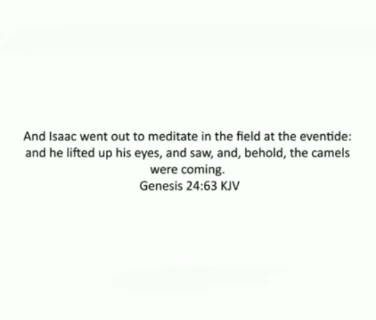 And Isaac went out to meditate in the field at the eventide:
and he lifted up his eyes, and saw, and, behold, the camels
were coming.
Genesis 24:63 KJV